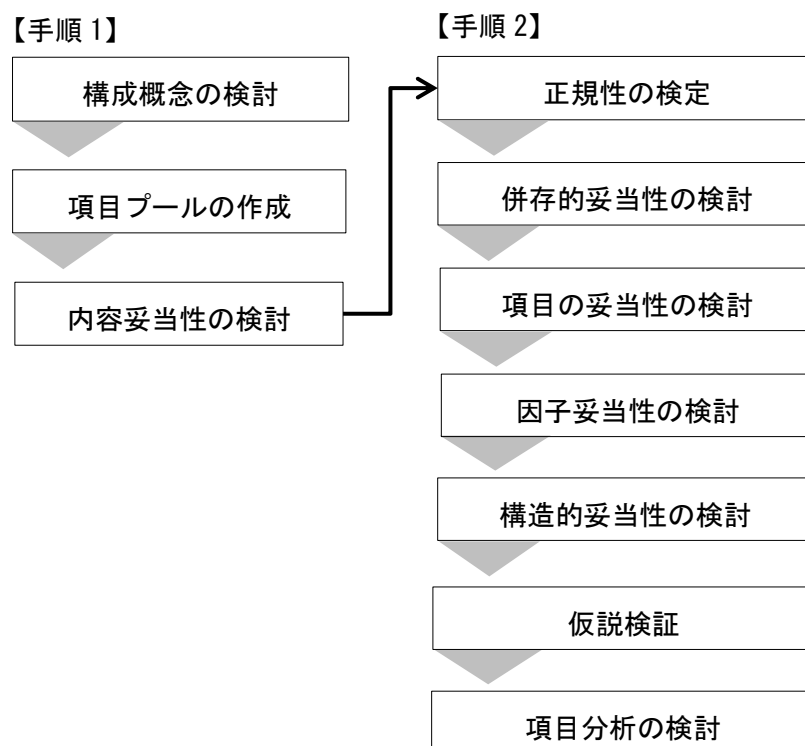 【手順 1】
構成概念の検討
項目プールの作成
内容妥当性の検討
【手順 2】
正規性の検定
併存的妥当性の検討
項目の妥当性の検討
因子妥当性の検討
構造的妥当性の検討
仮説検証
項目分析の検討